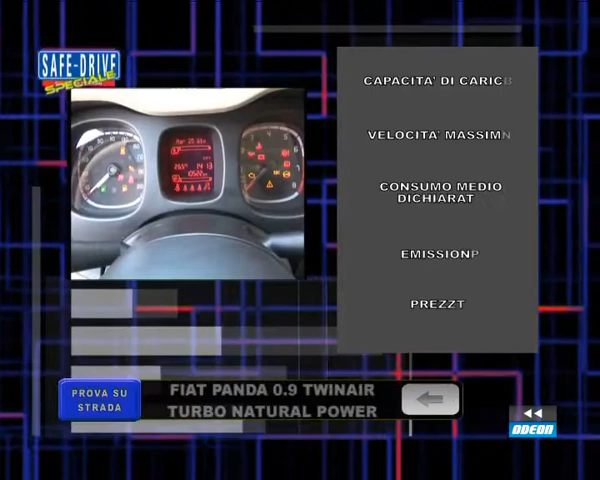 SAFE-DRIVE
SPECIALE
CAPACITA' DI CARICB
VELOCITA' MASSIMN
CONSUMO MEDIO
DICHIARAT
EMISSIONP
PREZZT
PROVA SU
STRADA
FIAT PANDA 0.9 TWINAIR
TURBO NATURAL POWER
ODEON